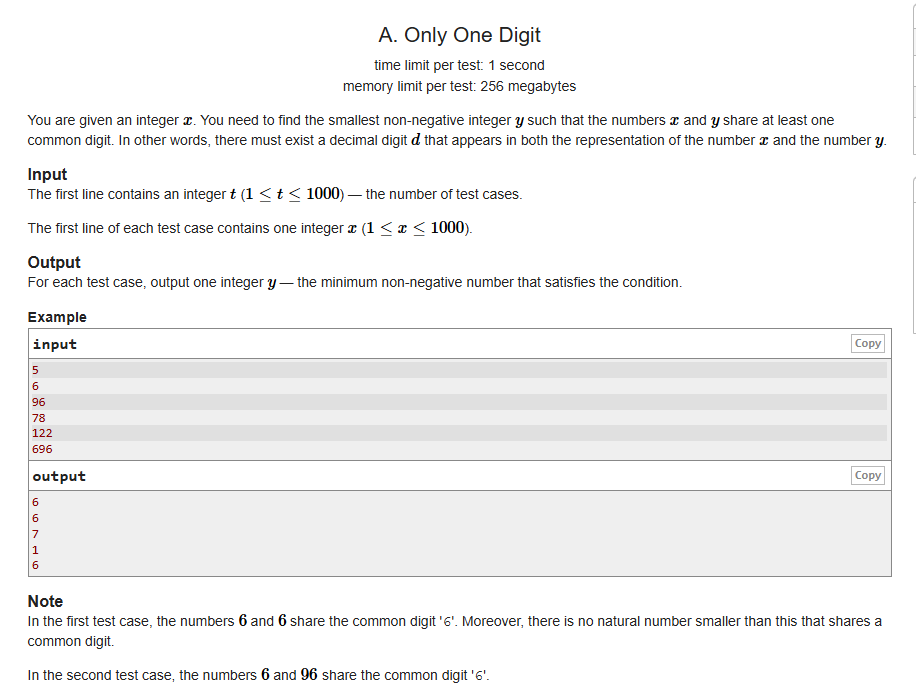 A. Only One Digit
time limit per test: 1 second
memory limit per test: 256 megabytes
You are given an integer x. You need to find the smallest non-negative integer y such that the numbers x and y share at least one
common digit. In other words, there must exist a decimal digit d that appears in both the representation of the number x and the number y.
Input
The first line contains an integer t (1 ≤ t ≤ 1000) — the number of test cases.
The first line of each test case contains one integer x (1 ≤ x ≤ 1000).
Output
For each test case, output one integer y — the minimum non-negative number that satisfies the condition.
Example
input Copy
5
6
96
78
122
696
output Copy
6
6
7
1
6
Note
In the first test case, the numbers 6 and 6 share the common digit '6'. Moreover, there is no natural number smaller than this that shares a
common digit.
In the second test case, the numbers 6 and 96 share the common digit '6'.